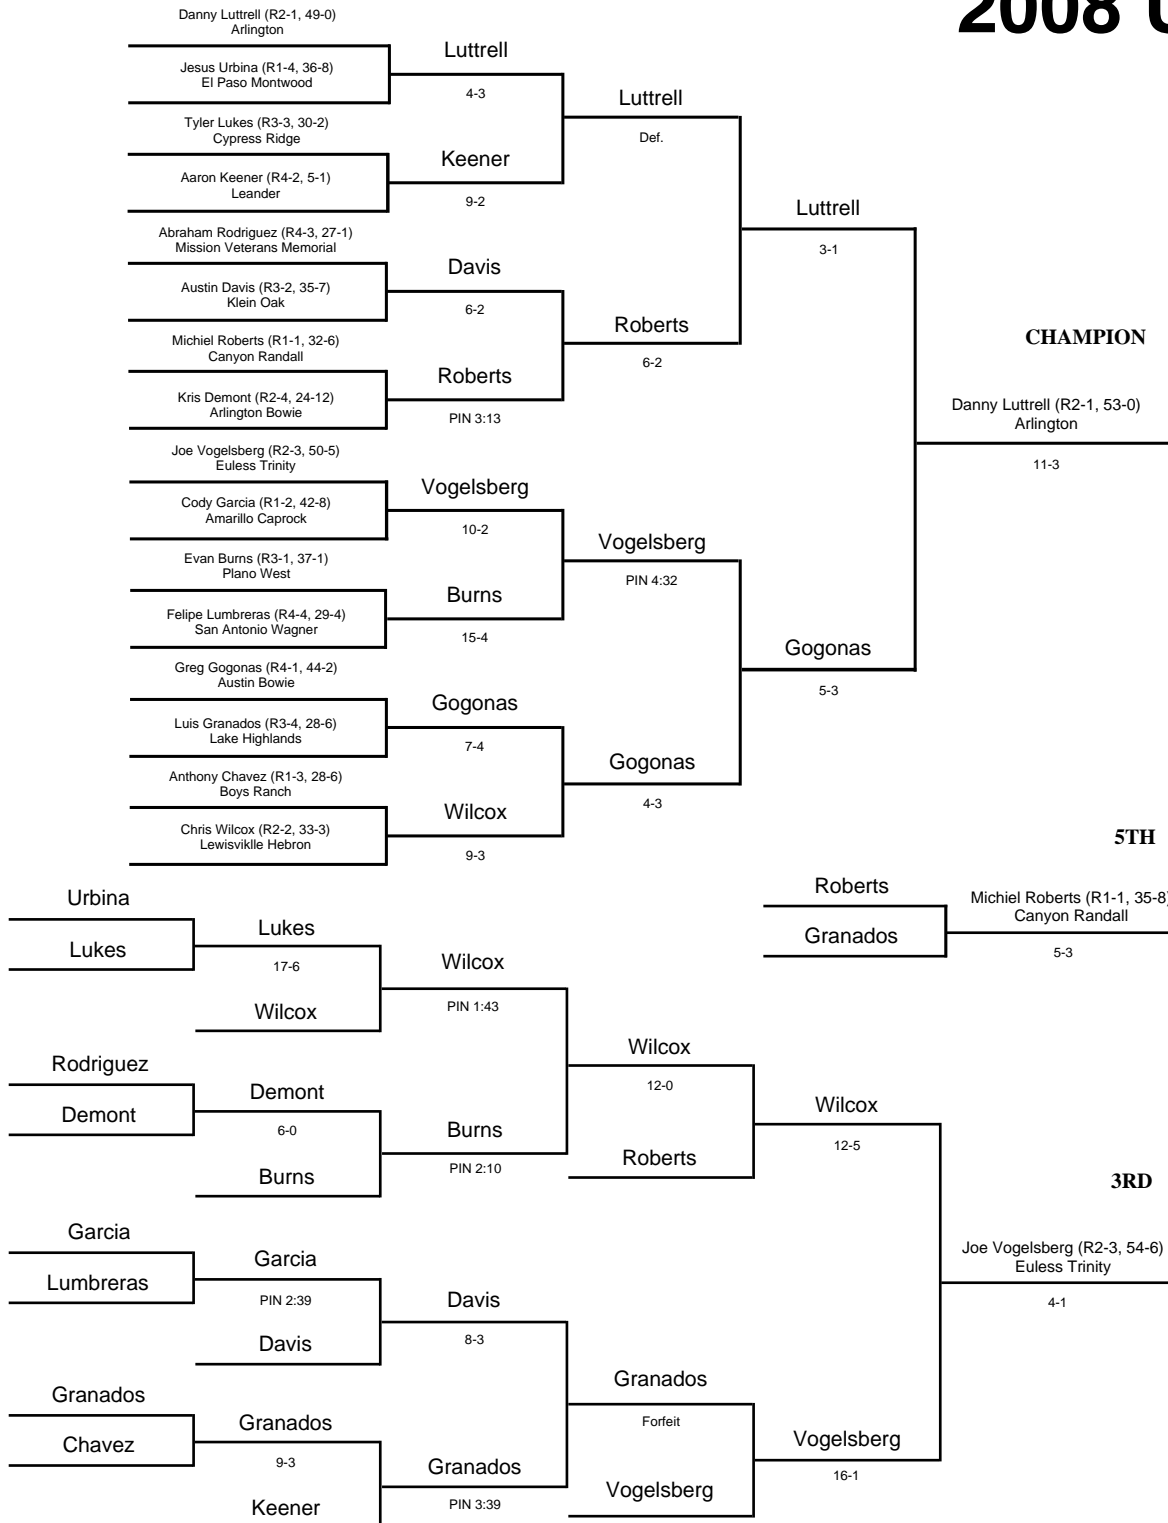 2008 U
Danny Luttrell (R2-1, 49-0)
Arlington
Jesus Urbina (R1-4, 36-8)
El Paso Montwood
Tyler Lukes (R3-3, 30-2)
Cypress Ridge
Aaron Keener (R4-2, 5-1)
Leander
Abraham Rodriguez (R4-3, 27-1)
Mission Veterans Memorial
Austin Davis (R3-2, 35-7)
Klein Oak
Michiel Roberts (R1-1, 32-6)
Canyon Randall
Kris Demont (R2-4, 24-12)
Arlington Bowie
Joe Vogelsberg (R2-3, 50-5)
Euless Trinity
Cody Garcia (R1-2, 42-8)
Amarillo Caprock
Evan Burns (R3-1, 37-1)
Plano West
Felipe Lumbreras (R4-4, 29-4)
San Antonio Wagner
Greg Gogonas (R4-1, 44-2)
Austin Bowie
Luis Granados (R3-4, 28-6)
Lake Highlands
Anthony Chavez (R1-3, 28-6)
Boys Ranch
Chris Wilcox (R2-2, 33-3)
Lewisviklle Hebron
Luttrell
4-3
Keener
9-2
Davis
6-2
Roberts
PIN 3:13
Vogelsberg
10-2
Burns
15-4
Gogonas
7-4
Wilcox
9-3
Luttrell
Def.
Roberts
6-2
Vogelsberg
PIN 4:32
Gogonas
4-3
Luttrell
3-1
Gogonas
5-3
CHAMPION
Danny Luttrell (R2-1, 53-0)
Arlington
11-3
5TH
Roberts
Granados
Michiel Roberts (R1-1, 35-8)
Canyon Randall
5-3
Urbina
Lukes
Rodriguez
Demont
Garcia
Lumbreras
Granados
Chavez
Lukes
17-6
Wilcox
Demont
6-0
Burns
Garcia
PIN 2:39
Davis
Granados
9-3
Keener
Wilcox
PIN 1:43
Burns
PIN 2:10
Davis
8-3
Granados
PIN 3:39
Wilcox
12-0
Roberts
Granados
Forfeit
Vogelsberg
Wilcox
12-5
Vogelsberg
16-1
3RD
Joe Vogelsberg (R2-3, 54-6)
Euless Trinity
4-1